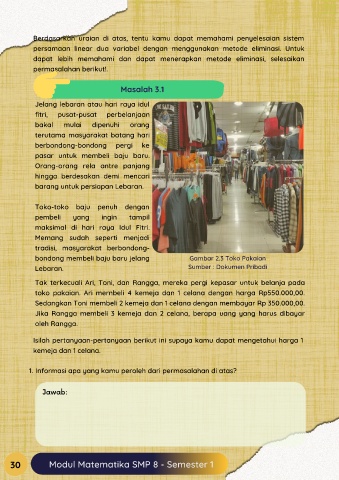 Berdasarkan uraian di atas, tentu kamu dapat memahami penyelesaian sistem
persamaan linear dua variabel dengan menggunakan metode eliminasi. Untuk
dapat lebih memahami dan dapat menerapkan metode eliminasi, selesaikan
permasalahan berikut!.
Masalah 3.1
Jelang lebaran atau hari raya idul
fitri, pusat-pusat perbelanjaan
bakal mulai dipenuhi orang
terutama masyarakat batang hari
berbondong-bondong pergi ke
pasar untuk membeli baju baru.
Orang-orang rela antre panjang
hingga berdesakan demi mencari
barang untuk persiapan Lebaran.
Toko-toko baju penuh dengan
pembeli yang ingin tampil
maksimal di hari raya Idul Fitri.
Memang sudah seperti menjadi
tradisi, masyarakat berbondong-
bondong membeli baju baru jelang
Lebaran.
Gambar 2.3 Toko Pakaian
Sumber : Dokumen Pribadi
Tak terkecuali Ari, Toni, dan Rangga, mereka pergi kepasar untuk belanja pada
toko pakaian. Ari membeli 4 kemeja dan 1 celana dengan harga Rp550.000,00.
Sedangkan Toni membeli 2 kemeja dan 1 celana dengan membayar Rp 350.000,00.
Jika Rangga membeli 3 kemeja dan 2 celana, berapa uang yang harus dibayar
oleh Rangga.
Isilah pertanyaan-pertanyaan berikut ini supaya kamu dapat mengetahui harga 1
kemeja dan 1 celana.
1. Informasi apa yang kamu peroleh dari permasalahan di atas?
Jawab:
30 Modul Matematika SMP 8 - Semester 1